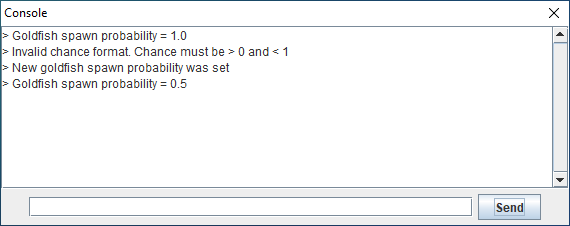 Console
> Goldfish spawn probability = 1.0
> Invalid chance format. Chance must be > 0 and < 1
> New goldfish spawn probability was set
> Goldfish spawn probability = 0.5
Send